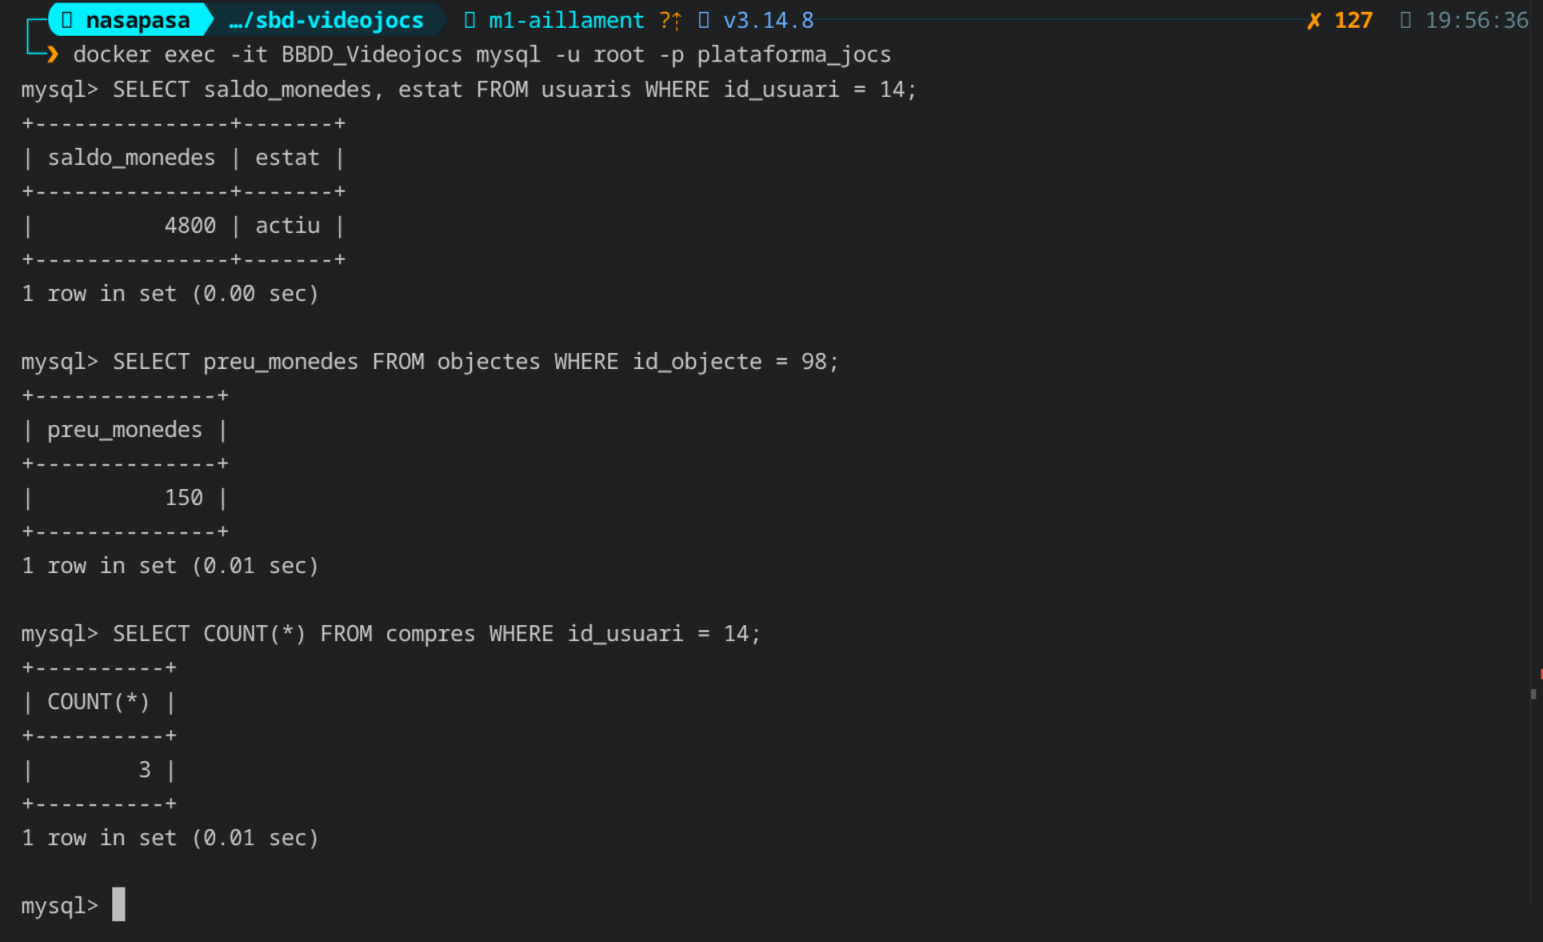 nasapasa …/sbd-videojocs m1-aillament ?⇡ v3.14.8 ✗ 127 19:56:36
❯ docker exec -it BBDD_Videojocs mysql -u root -p plataforma_jocs
mysql> SELECT saldo_monedes, estat FROM usuaris WHERE id_usuari = 14;
+---------------+-------+
| saldo_monedes | estat |
+---------------+-------+
|          4800 | actiu |
+---------------+-------+
1 row in set (0.00 sec)
mysql> SELECT preu_monedes FROM objectes WHERE id_objecte = 98;
+--------------+
| preu_monedes |
+--------------+
|          150 |
+--------------+
1 row in set (0.01 sec)
mysql> SELECT COUNT(*) FROM compres WHERE id_usuari = 14;
+----------+
| COUNT(*) |
+----------+
|        3 |
+----------+
1 row in set (0.01 sec)
mysql>